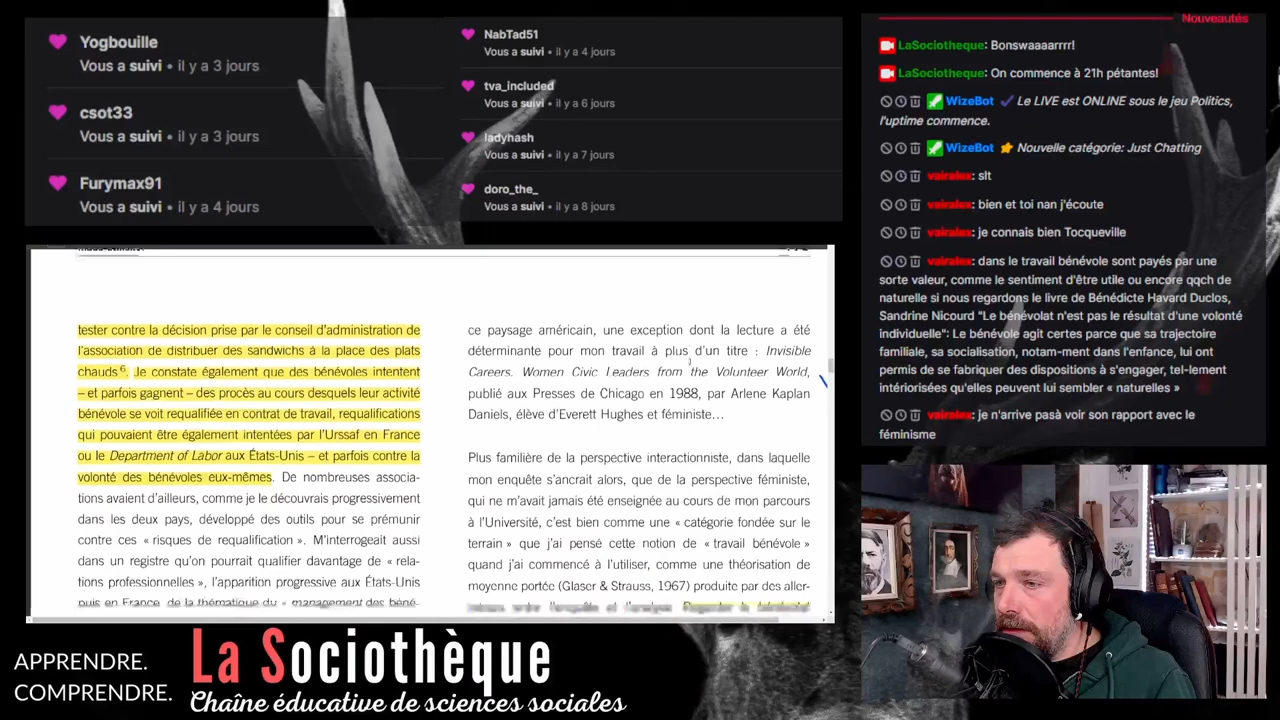 Yogbouille
Vous a suivi • il y a 3 jours
csot33
Vous a suivi • il y a 3 jours
Furymax91
Vous a suivi • il y a 4 jours
NabTad51
Vous a suivi • il y a 4 jours
tva_included
Vous a suivi • il y a 6 jours
ladyhash
Vous a suivi • il y a 7 jours
doro_the_
Vous a suivi • il y a 8 jours
Nouveautés
LaSociotheque: Bonswaaaarrrr!
LaSociotheque: On commence à 21h pétantes!
WizeBot Le LIVE est ONLINE sous le jeu Politics,
l'uptime commence.
WizeBot Nouvelle catégorie: Just Chatting
vairalex: slt
vairalex: bien et toi nan j'écoute
vairalex: je connais bien Tocqueville
vairalex: dans le travail bénévole sont payés par une
sorte valeur, comme le sentiment d'être utile ou encore qqch de
naturelle si nous regardons le livre de Bénédicte Havard Duclos,
Sandrine Nicourd "Le bénévolat n'est pas le résultat d'une volonté
individuelle": Le bénévole agit certes parce que sa trajectoire
familiale, sa socialisation, notam-ment dans l'enfance, lui ont
permis de se fabriquer des dispositions à s'engager, tel-lement
intériorisées qu'elles peuvent lui sembler « naturelles »
vairalex: je n'arrive pasà voir son rapport avec le
féminisme
tester contre la décision prise par le conseil d'administration de
l'association de distribuer des sandwichs à la place des plats
chauds⁶. Je constate également que des bénévoles intentent
– et parfois gagnent – des procès au cours desquels leur activité
bénévole se voit requalifiée en contrat de travail, requalifications
qui pouvaient être également intentées par l'Urssaf en France
ou le Department of Labor aux États-Unis – et parfois contre la
volonté des bénévoles eux-mêmes. De nombreuses associa-
tions avaient d'ailleurs, comme je le découvrais progressivement
dans les deux pays, développé des outils pour se prémunir
contre ces « risques de requalification ». M'interrogeait aussi
dans un registre qu'on pourrait qualifier davantage de « rela-
tions professionnelles », l'apparition progressive aux États-Unis
puis en France, de la thématique du « management des béné-
ce paysage américain, une exception dont la lecture a été
déterminante pour mon travail à plus d'un titre : Invisible
Careers. Women Civic Leaders from the Volunteer World,
publié aux Presses de Chicago en 1988, par Arlene Kaplan
Daniels, élève d'Everett Hughes et féministe…
Plus familière de la perspective interactionniste, dans laquelle
mon enquête s'ancrait alors, que de la perspective féministe,
qui ne m'avait jamais été enseignée au cours de mon parcours
à l'Université, c'est bien comme une « catégorie fondée sur le
terrain » que j'ai pensé cette notion de « travail bénévole »
quand j'ai commencé à l'utiliser, comme une théorisation de
moyenne portée (Glaser & Strauss, 1967) produite par des aller-
APPRENDRE.
COMPRENDRE.
La Sociothèque
Chaîne éducative de sciences sociales